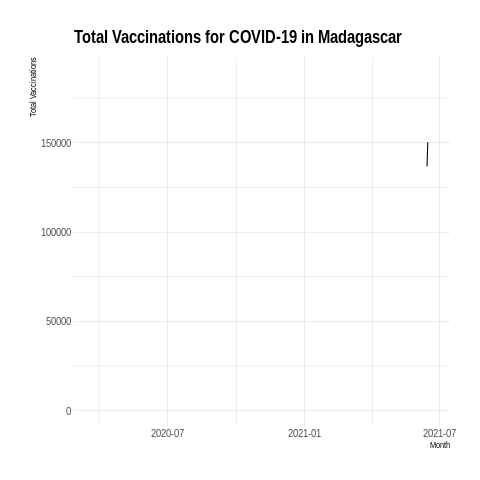 Total Vaccinations for COVID-19 in Madagascar
Total Vaccinations
150000
100000
50000
0
2020-07 2021-01 2021-07
Month